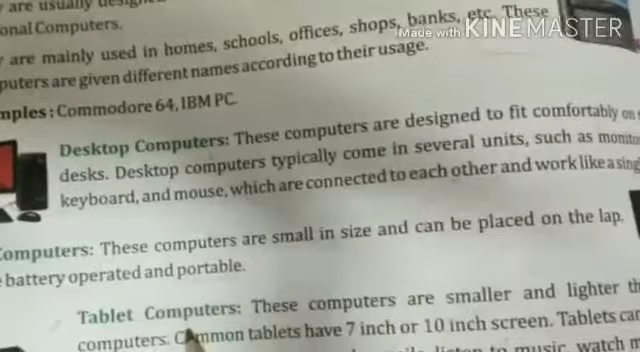 are usually designed
onal Computers.
are mainly used in homes, schools, offices, shops, banks, etc. These
puters are given different names according to their usage.
mples: Commodore 64, IBM PC.
Made with KINEMASTER
Desktop Computers: These computers are designed to fit comfortably on
desks. Desktop computers typically come in several units, such as monito
keyboard, and mouse, which are connected to each other and work like a sing
Computers: These computers are small in size and can be placed on the lap.
battery operated and portable.
Tablet Computers: These computers are smaller and lighter th
computers. Common tablets have 7 inch or 10 inch screen. Tablets can
listen to music, watch m